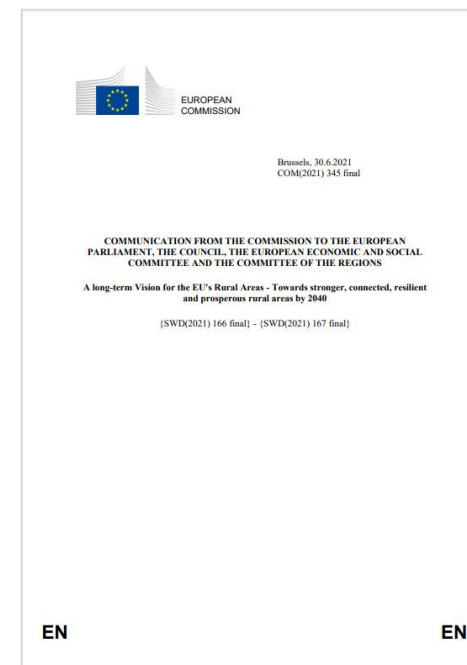 EUROPEAN
COMMISSION
Brussels, 30.6.2021
COM(2021) 345 final
COMMUNICATION FROM THE COMMISSION TO THE EUROPEAN
PARLIAMENT, THE COUNCIL, THE EUROPEAN ECONOMIC AND SOCIAL
COMMITTEE AND THE COMMITTEE OF THE REGIONS
A long-term Vision for the EU's Rural Areas - Towards stronger, connected, resilient
and prosperous rural areas by 2040
{SWD(2021) 166 final} - {SWD(2021) 167 final}
EN EN